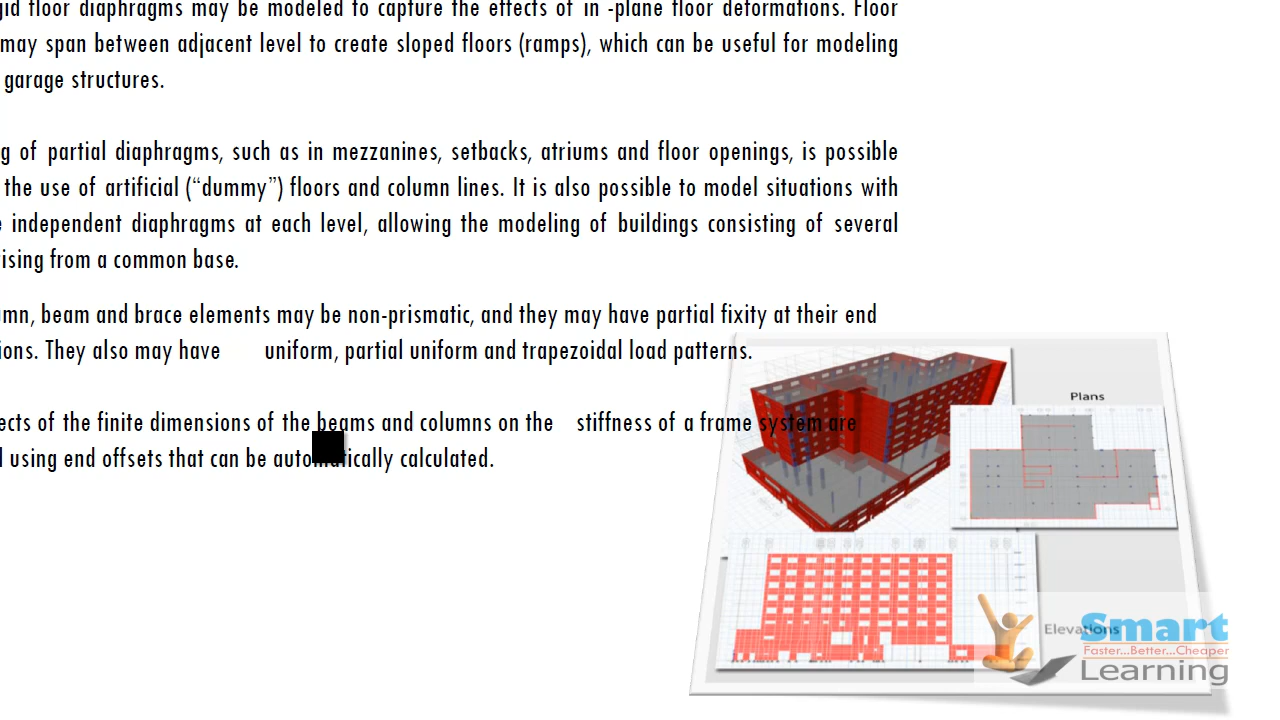 gid floor diaphragms may be modeled to capture the effects of in -plane floor deformations. Floor
may span between adjacent level to create sloped floors (ramps), which can be useful for modeling
garage structures.
g of partial diaphragms, such as in mezzanines, setbacks, atriums and floor openings, is possible
the use of artificial (“dummy”) floors and column lines. It is also possible to model situations with
e independent diaphragms at each level, allowing the modeling of buildings consisting of several
ising from a common base.
mn, beam and brace elements may be non-prismatic, and they may have partial fixity at their end
ions. They also may have uniform, partial uniform and trapezoidal load patterns.
ects of the finite dimensions of the beams and columns on the stiffness of a frame system are
using end offsets that can be automatically calculated.
Plans
Elevations
Smart
Faster...Better...Cheaper
Learning